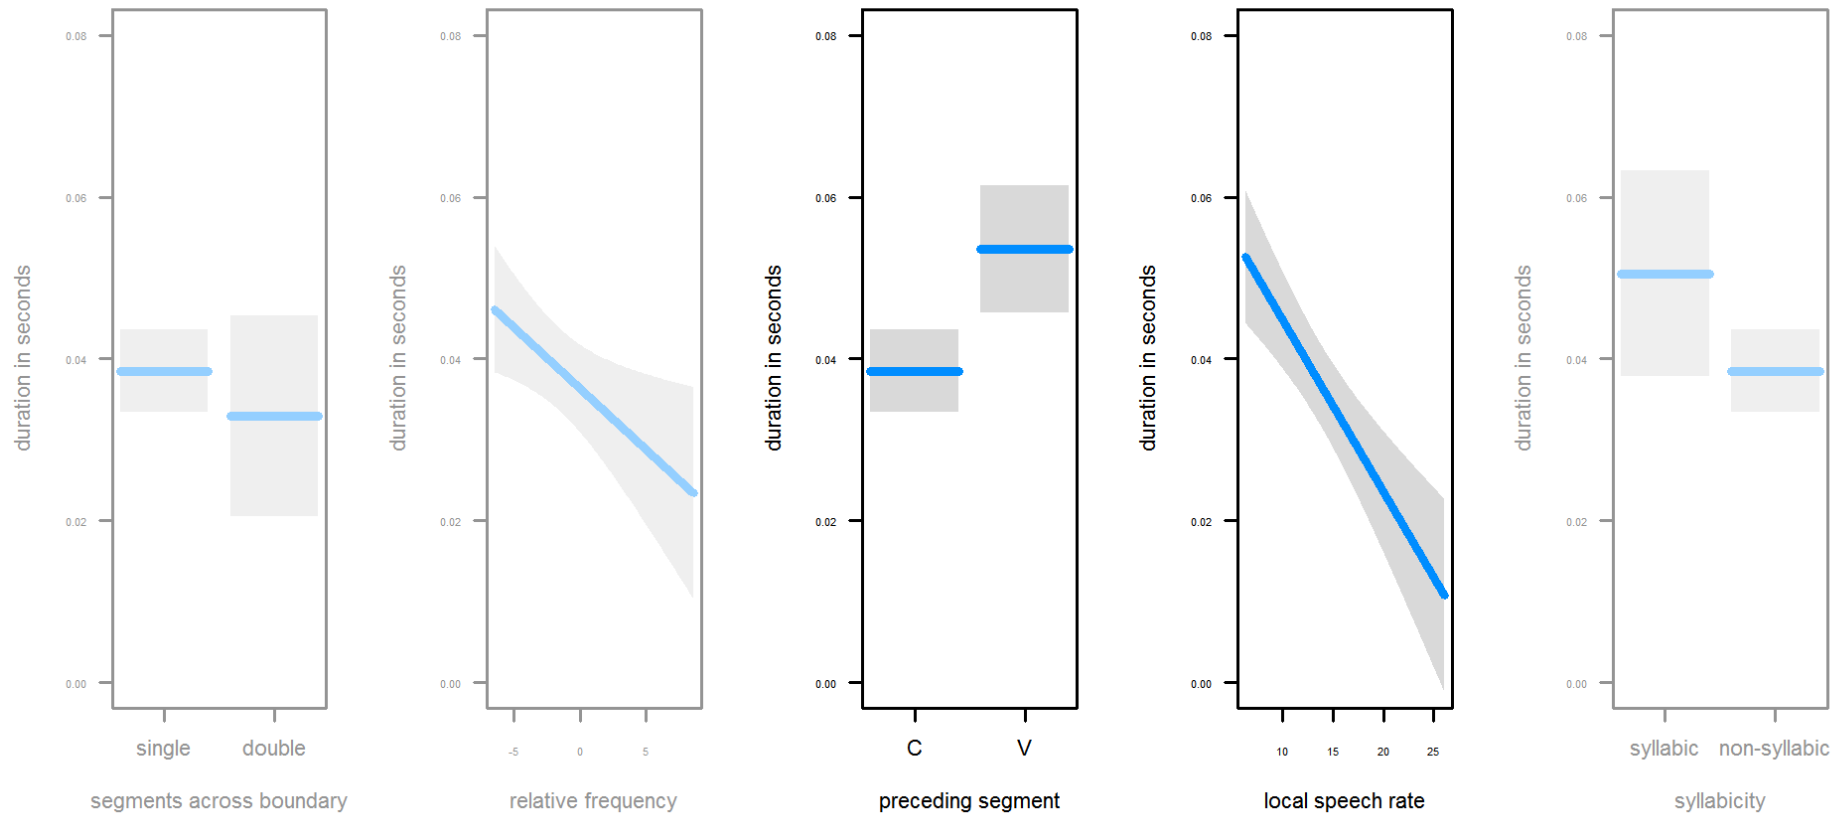 duration in seconds
0.08
0.06
0.04
0.02
0.00
single double
segments across boundary
duration in seconds
0.08
0.06
0.04
0.02
0.00
-5 0 5
relative frequency
duration in seconds
0.08
0.06
0.04
0.02
0.00
C V
preceding segment
duration in seconds
0.08
0.06
0.04
0.02
0.00
10 15 20 25
local speech rate
duration in seconds
0.08
0.06
0.04
0.02
0.00
syllabic non-syllabic
syllabicity